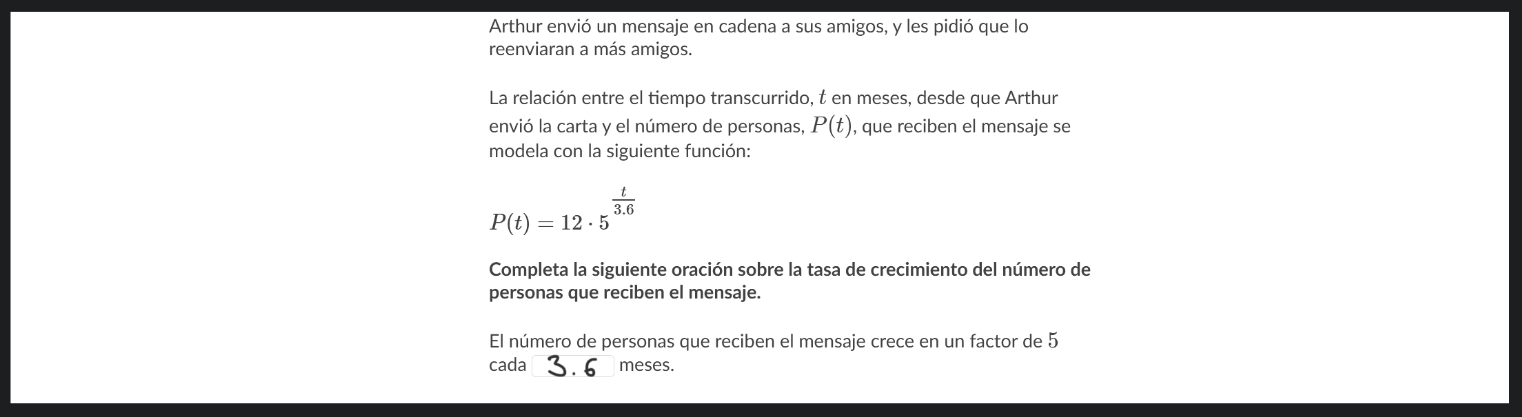 Arthur envió un mensaje en cadena a sus amigos, y les pidió que lo
reenviaran a más amigos.
La relación entre el tiempo transcurrido, t en meses, desde que Arthur
envió la carta y el número de personas, P(t), que reciben el mensaje se
modela con la siguiente función:
P(t) = 12 · 5^(t/3.6)
Completa la siguiente oración sobre la tasa de crecimiento del número de
personas que reciben el mensaje.
El número de personas que reciben el mensaje crece en un factor de 5
cada 3.6 meses.